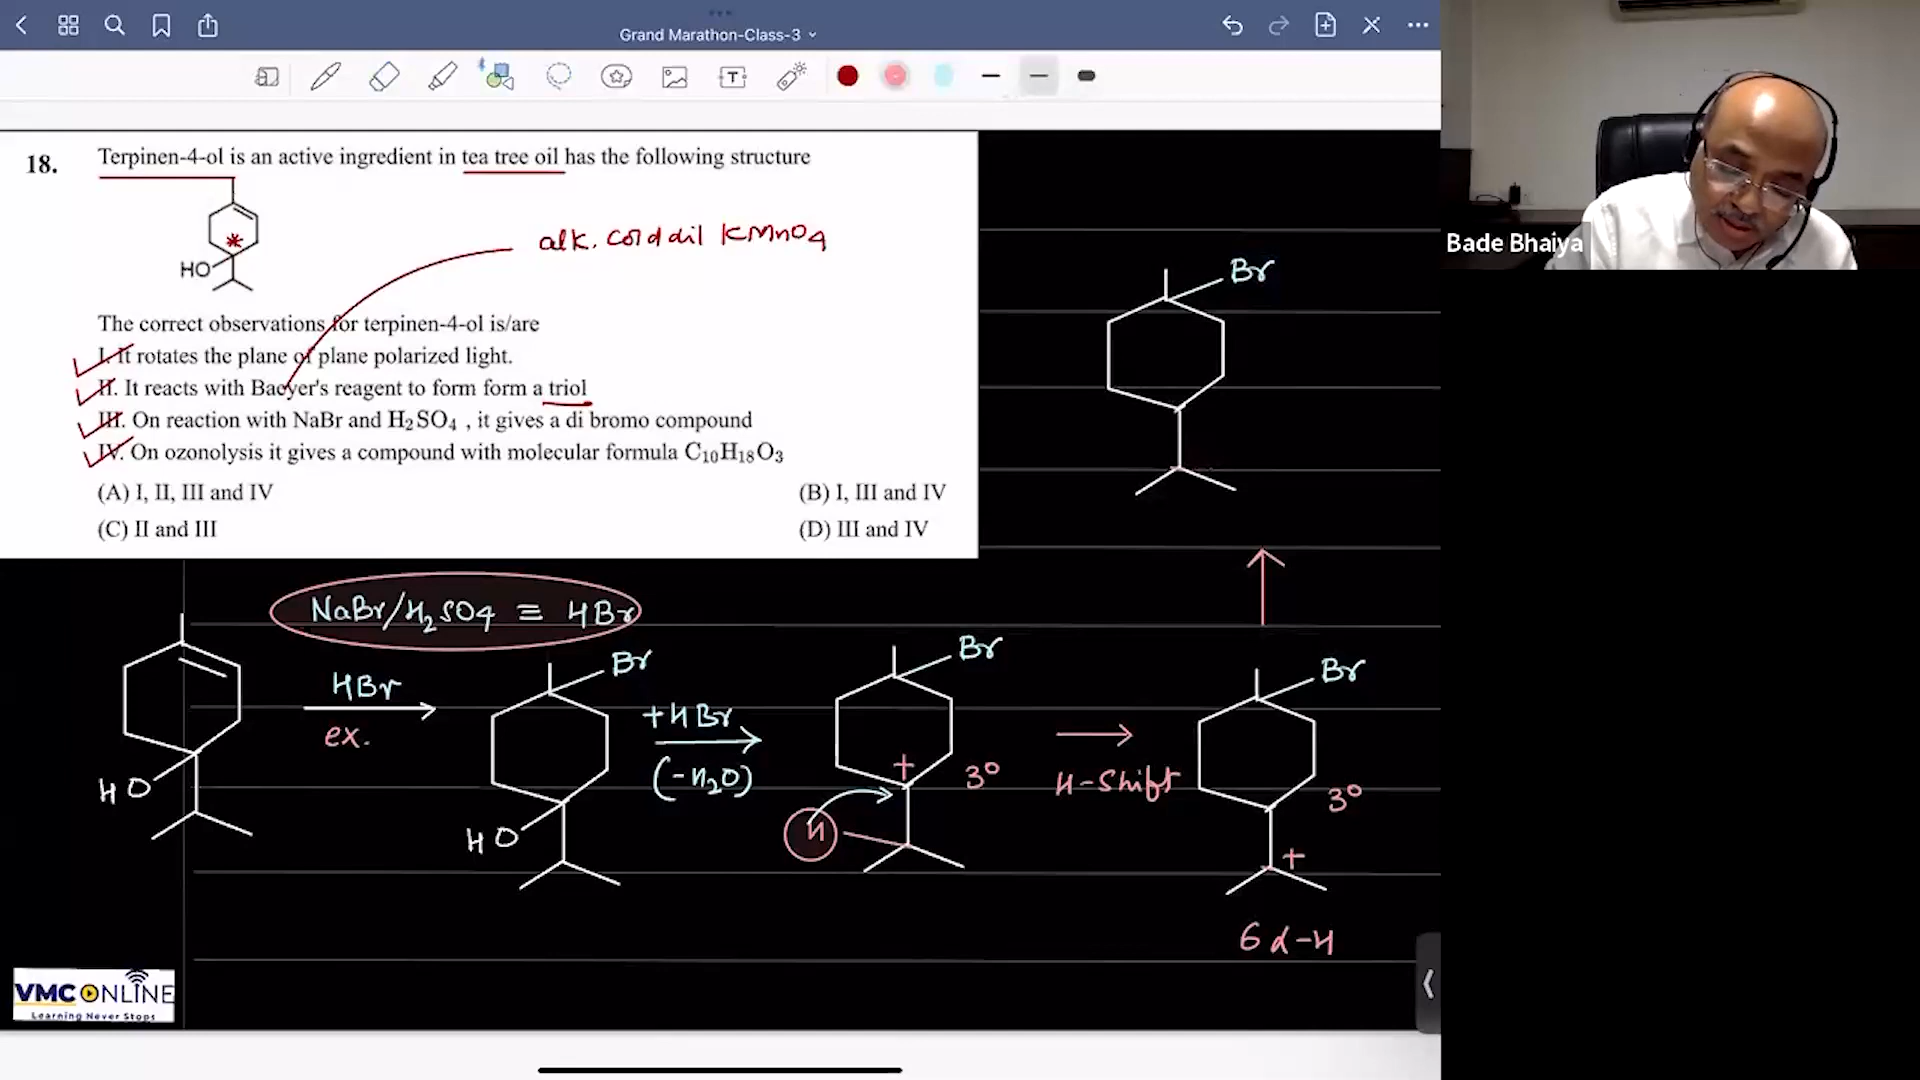 Grand Marathon-Class-3
Bade Bhaiya
18. Terpinen-4-ol is an active ingredient in tea tree oil has the following structure
HO
*
alk. cold dil KMnO4
The correct observations for terpinen-4-ol is/are
I. It rotates the plane of plane polarized light.
II. It reacts with Baeyer's reagent to form form a triol
III. On reaction with NaBr and H₂SO₄ , it gives a di bromo compound
IV. On ozonolysis it gives a compound with molecular formula C₁₀H₁₈O₃
(A) I, II, III and IV (B) I, III and IV
(C) II and III (D) III and IV
Br
NaBr/H₂SO₄ ≡ HBr
HO
HBr
ex.
Br
HO
+HBr
(-H₂O)
Br
+
3°
H
H-Shift
Br
3°
+
6 α-H
VMC ONLINE
Learning Never Stops